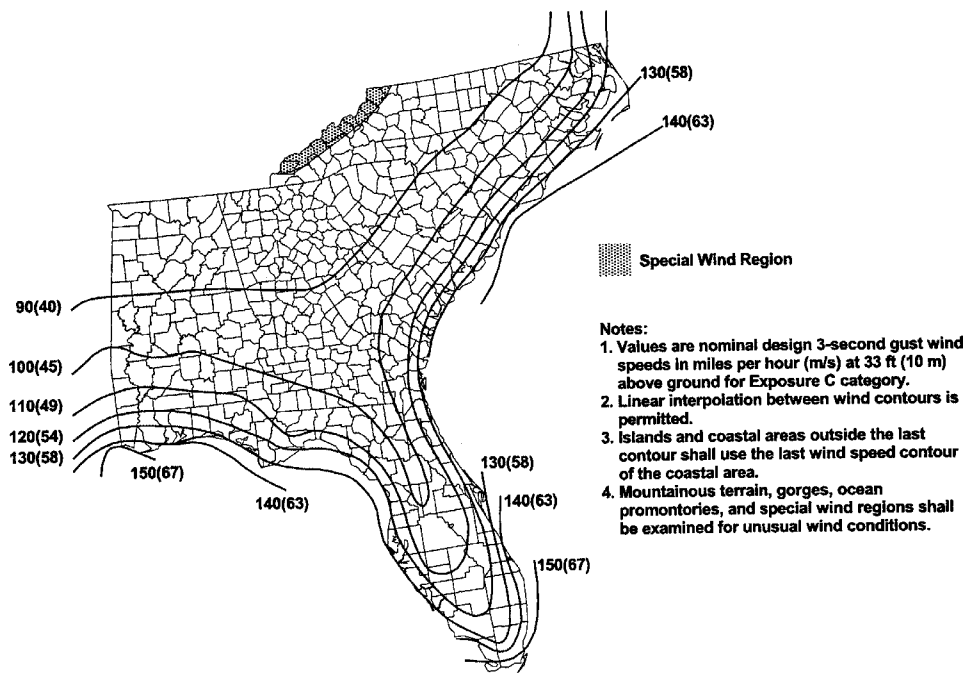 130(58)
140(63)
Special Wind Region
90(40)
Notes:
1. Values are nominal design 3-second gust wind
speeds in miles per hour (m/s) at 33 ft (10 m)
above ground for Exposure C category.
2. Linear interpolation between wind contours is
permitted.
3. Islands and coastal areas outside the last
contour shall use the last wind speed contour
of the coastal area.
4. Mountainous terrain, gorges, ocean
promontories, and special wind regions shall
be examined for unusual wind conditions.
100(45)
110(49)
120(54)
130(58)
150(67)
140(63)
130(58)
140(63)
150(67)